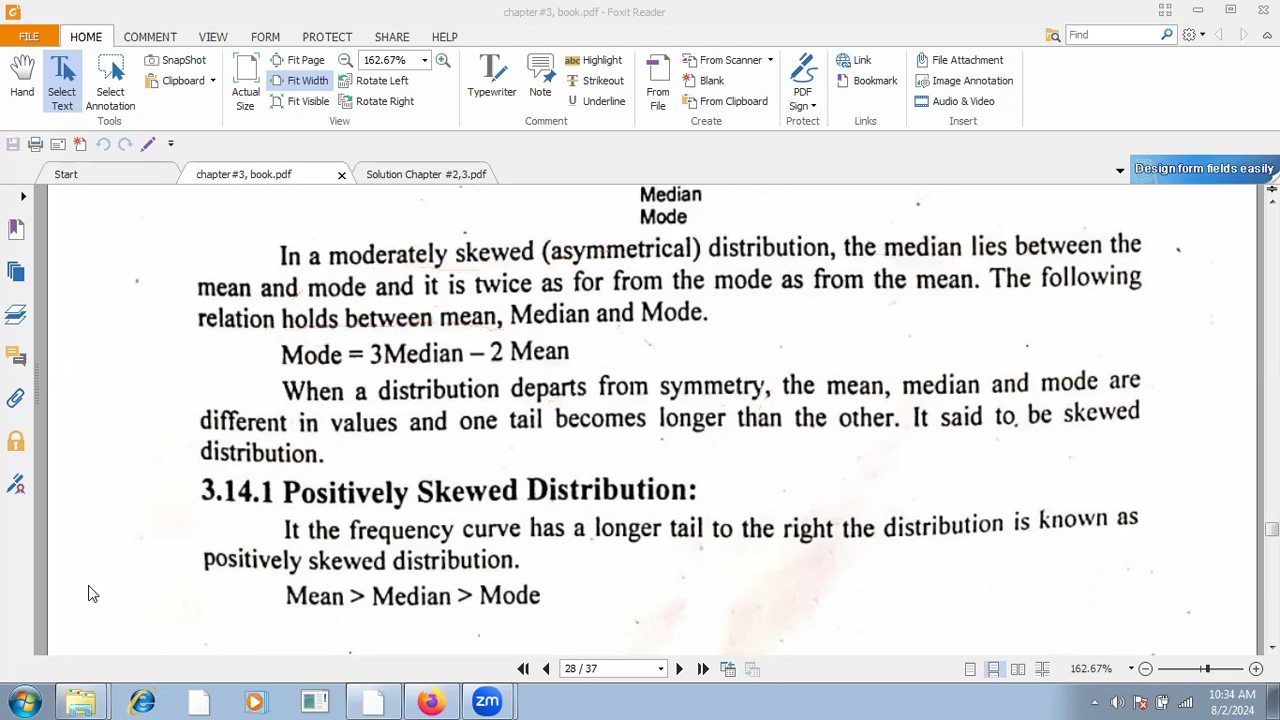 chapter#3, book.pdf - Foxit Reader
FILE HOME COMMENT VIEW FORM PROTECT SHARE HELP
Find
Hand
Select Text
Select Annotation
SnapShot
Clipboard
Tools
Actual Size
Fit Page
Fit Width
Fit Visible
162.67%
Rotate Left
Rotate Right
View
Typewriter
Note
Highlight
Strikeout
Underline
Comment
From File
From Scanner
Blank
From Clipboard
Create
PDF Sign
Protect
Link
Bookmark
Links
File Attachment
Image Annotation
Audio & Video
Insert
Start
chapter#3, book.pdf
Solution Chapter #2,3.pdf
Design form fields easily
Median
Mode
In a moderately skewed (asymmetrical) distribution, the median lies between the
mean and mode and it is twice as for from the mode as from the mean. The following
relation holds between mean, Median and Mode.
Mode = 3Median – 2 Mean
When a distribution departs from symmetry, the mean, median and mode are
different in values and one tail becomes longer than the other. It said to be skewed
distribution.
3.14.1 Positively Skewed Distribution:
It the frequency curve has a longer tail to the right the distribution is known as
positively skewed distribution.
Mean > Median > Mode
28 / 37
162.67%
zm
10:34 AM
8/2/2024